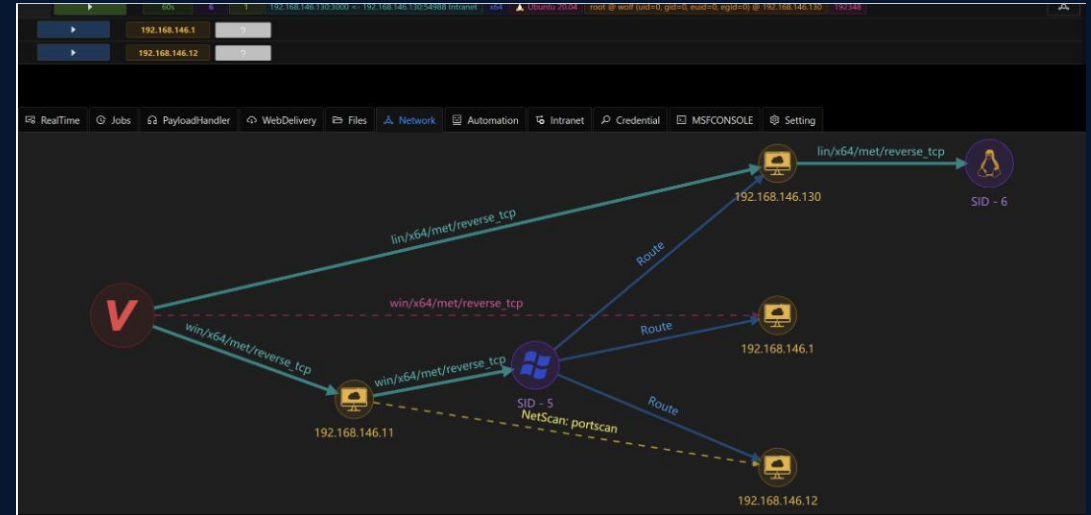 60s 6 1 192.168.146.130:3000 <- 192.168.146.130:54988 Intranet x64 Ubuntu 20.04 root @ wolf (uid=0, gid=0, euid=0, egid=0) @ 192.168.146.130 192348
192.168.146.1 ?
192.168.146.12 ?
RealTime Jobs PayloadHandler WebDelivery Files Network Automation Intranet Credential MSFCONSOLE Setting
lin/x64/met/reverse_tcp
192.168.146.130
SID - 6
lin/x64/met/reverse_tcp
Route
win/x64/met/reverse_tcp
V
Route
192.168.146.1
win/x64/met/reverse_tcp
win/x64/met/reverse_tcp
SID - 5
Route
NetScan: portscan
192.168.146.11
192.168.146.12